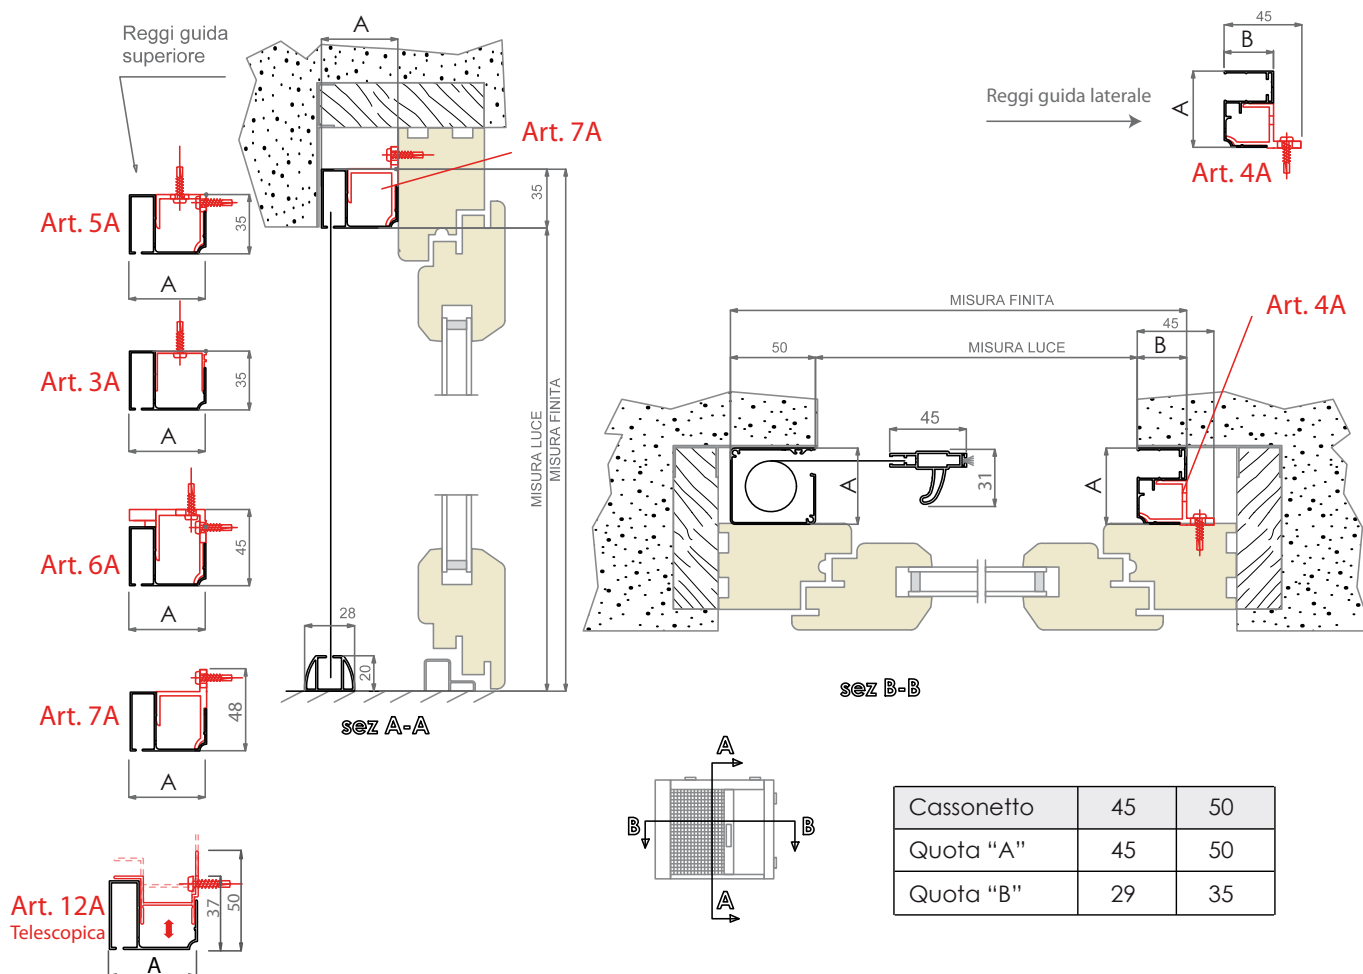 Reggi guida
superiore
A
Art. 7A
35
MISURA LUCE
MISURA FINITA
28
20
sez A-A
Art. 5A
35
A
Art. 3A
35
A
Art. 6A
45
A
Art. 7A
48
A
Art. 12A
Telescopica
37
50
A
45
B
Reggi guida laterale
A
Art. 4A
MISURA FINITA
Art. 4A
50
MISURA LUCE
45
B
45
A
31
A
sez B-B
A
B
B
A
Cassonetto 45 50
Quota “A” 45 50
Quota “B” 29 35